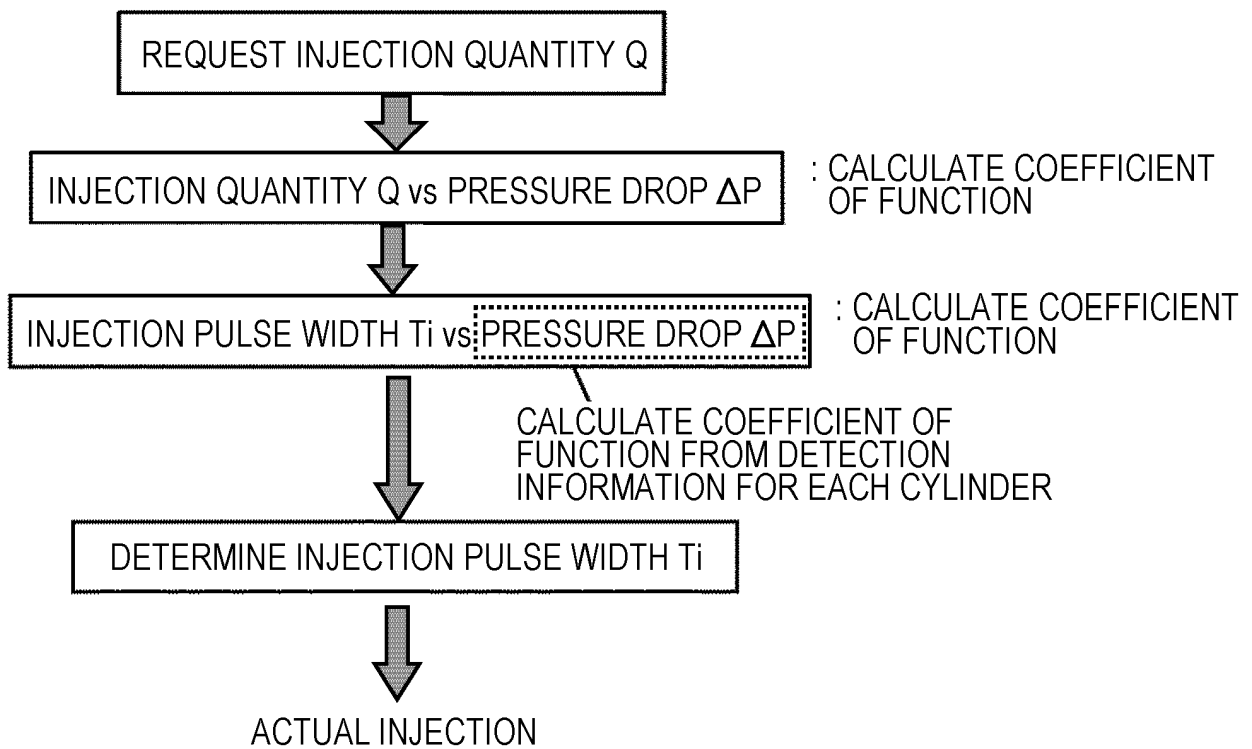 REQUEST INJECTION QUANTITY Q
INJECTION QUANTITY Q vs PRESSURE DROP ΔP
: CALCULATE COEFFICIENT
OF FUNCTION
INJECTION PULSE WIDTH Ti vs PRESSURE DROP ΔP
: CALCULATE COEFFICIENT
OF FUNCTION
CALCULATE COEFFICIENT OF
FUNCTION FROM DETECTION
INFORMATION FOR EACH CYLINDER
DETERMINE INJECTION PULSE WIDTH Ti
ACTUAL INJECTION